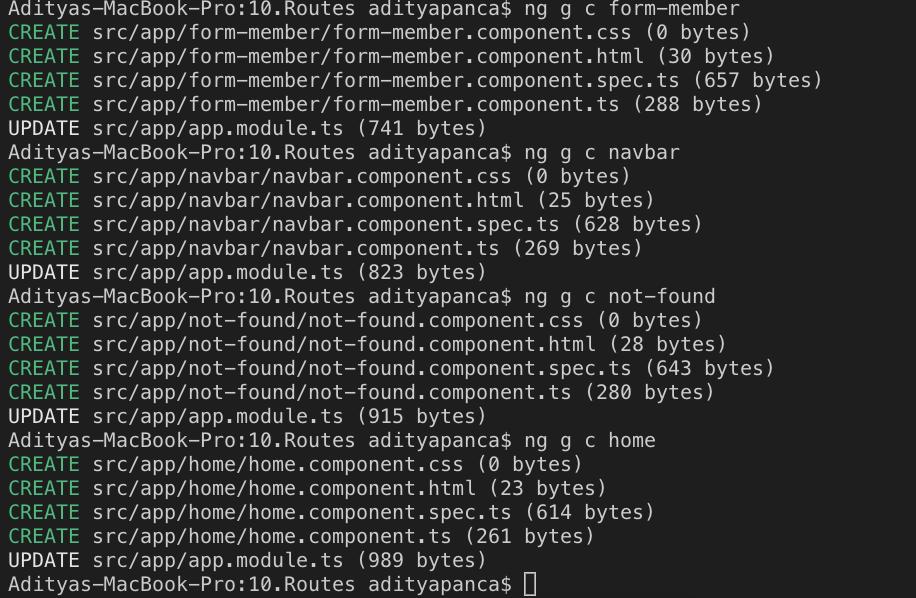 Adityas-MacBook-Pro:10.Routes adityapanca$ ng g c form-member
CREATE src/app/form-member/form-member.component.css (0 bytes)
CREATE src/app/form-member/form-member.component.html (30 bytes)
CREATE src/app/form-member/form-member.component.spec.ts (657 bytes)
CREATE src/app/form-member/form-member.component.ts (288 bytes)
UPDATE src/app/app.module.ts (741 bytes)
Adityas-MacBook-Pro:10.Routes adityapanca$ ng g c navbar
CREATE src/app/navbar/navbar.component.css (0 bytes)
CREATE src/app/navbar/navbar.component.html (25 bytes)
CREATE src/app/navbar/navbar.component.spec.ts (628 bytes)
CREATE src/app/navbar/navbar.component.ts (269 bytes)
UPDATE src/app/app.module.ts (823 bytes)
Adityas-MacBook-Pro:10.Routes adityapanca$ ng g c not-found
CREATE src/app/not-found/not-found.component.css (0 bytes)
CREATE src/app/not-found/not-found.component.html (28 bytes)
CREATE src/app/not-found/not-found.component.spec.ts (643 bytes)
CREATE src/app/not-found/not-found.component.ts (280 bytes)
UPDATE src/app/app.module.ts (915 bytes)
Adityas-MacBook-Pro:10.Routes adityapanca$ ng g c home
CREATE src/app/home/home.component.css (0 bytes)
CREATE src/app/home/home.component.html (23 bytes)
CREATE src/app/home/home.component.spec.ts (614 bytes)
CREATE src/app/home/home.component.ts (261 bytes)
UPDATE src/app/app.module.ts (989 bytes)
Adityas-MacBook-Pro:10.Routes adityapanca$